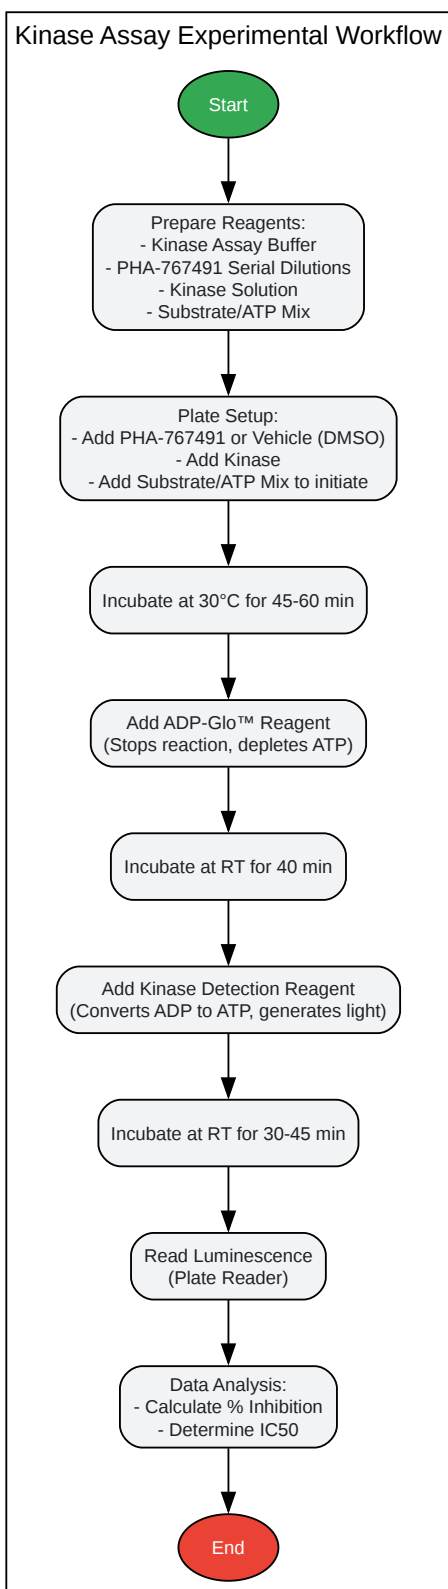 Kinase Assay Experimental Workflow
Start
Prepare Reagents:
- Kinase Assay Buffer
- PHA-767491 Serial Dilutions
- Kinase Solution
- Substrate/ATP Mix
Plate Setup:
- Add PHA-767491 or Vehicle (DMSO)
- Add Kinase
- Add Substrate/ATP Mix to initiate
Incubate at 30°C for 45-60 min
Add ADP-Glo™ Reagent
(Stops reaction, depletes ATP)
Incubate at RT for 40 min
Add Kinase Detection Reagent
(Converts ADP to ATP, generates light)
Incubate at RT for 30-45 min
Read Luminescence
(Plate Reader)
Data Analysis:
- Calculate % Inhibition
- Determine IC50
End